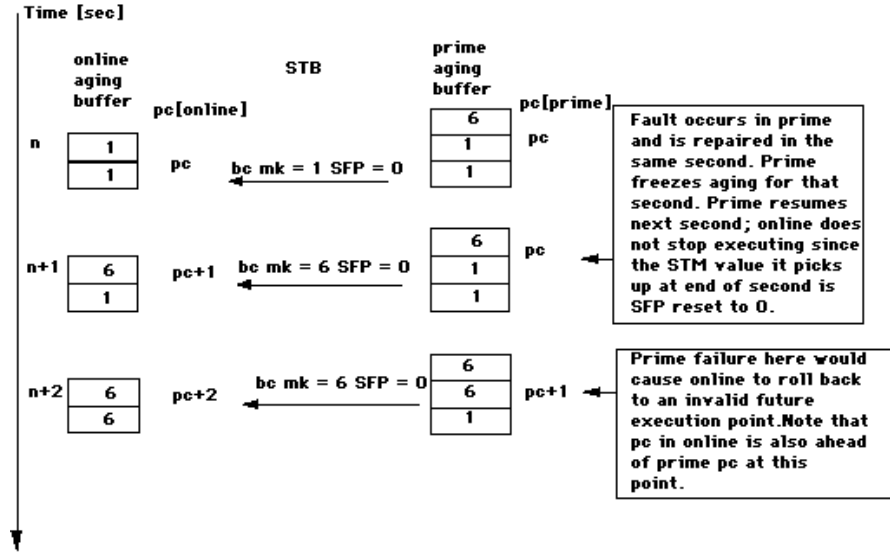 Time [sec]
online
aging
buffer
STB
prime
aging
buffer
pc[online]
pc[prime]
n
1
1
pc
bc mk = 1 SFP = 0
6
1
1
pc
Fault occurs in prime
and is repaired in the
same second. Prime
freezes aging for that
second. Prime resumes
next second; online does
not stop executing since
the STM value it picks
up at end of second is
SFP reset to 0.
n+1
6
1
pc+1
bc mk = 6 SFP = 0
6
1
1
pc
n+2
6
6
pc+2
bc mk = 6 SFP = 0
6
6
1
pc+1
Prime failure here would
cause online to roll back
to an invalid future
execution point.Note that
pc in online is also ahead
of prime pc at this
point.